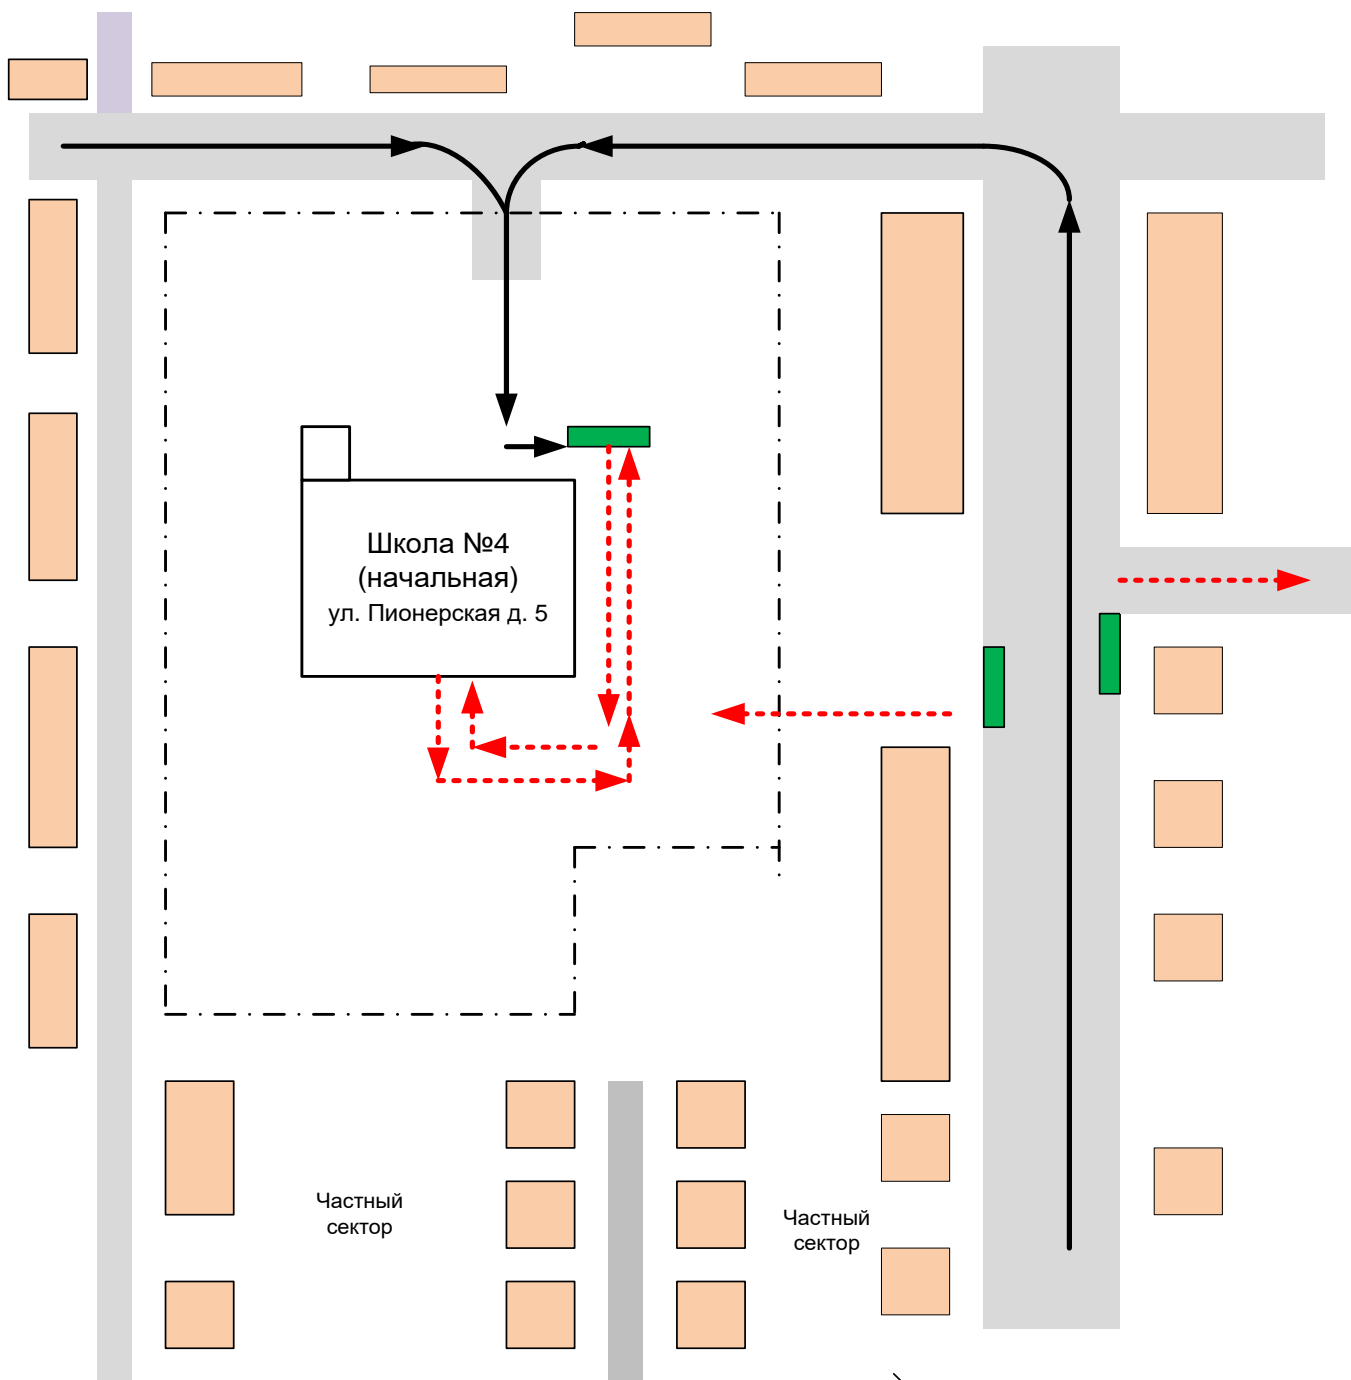 Школа №4
(начальная)
ул. Пионерская д. 5
Частный
сектор
Частный
сектор